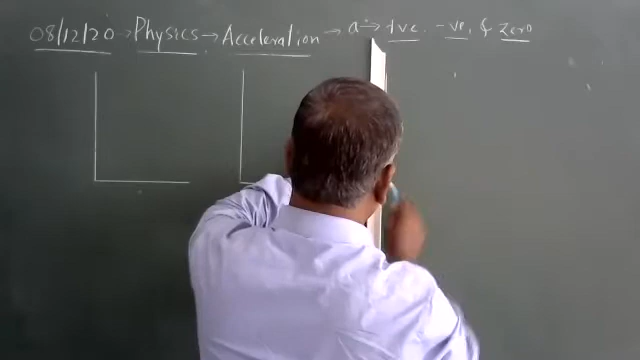 08/12/20 → Physics → Acceleration → a → +ve. -ve. & Zero